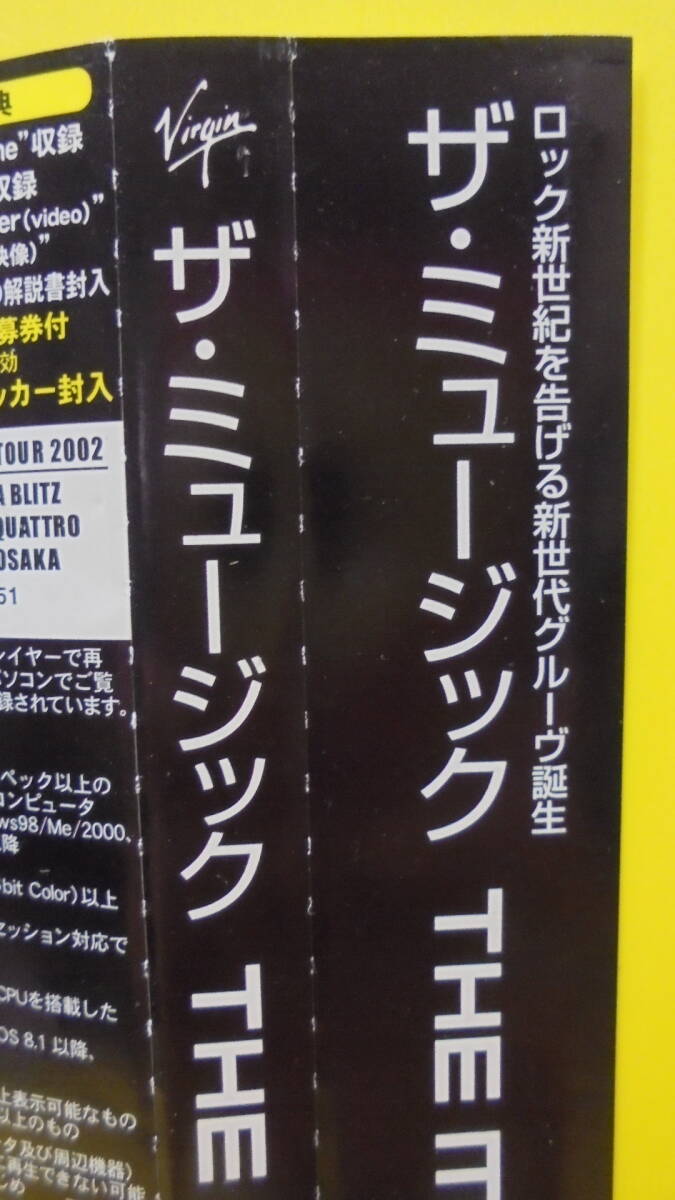 ロック新世紀を告げる新世代グルーヴ誕生
ザ・ミュージック THE M
Virgin
ザ・ミュージック THE
典
ne”収録
収録
er(video)”
映像)”
の解説書封入
募券付
効
ッカー封入
TOUR 2002
A BLITZ
QUATTRO
OSAKA
51
レイヤーで再
ソコンでご覧
録されています。
ペック以上の
コンピュータ
ws98/Me/2000、
降
bit Color)以上
セッション対応で
CPUを搭載した
OS 8.1 以降、
上表示可能なもの
以上のもの
タ及び周辺機器)
再生できない可能
じめ